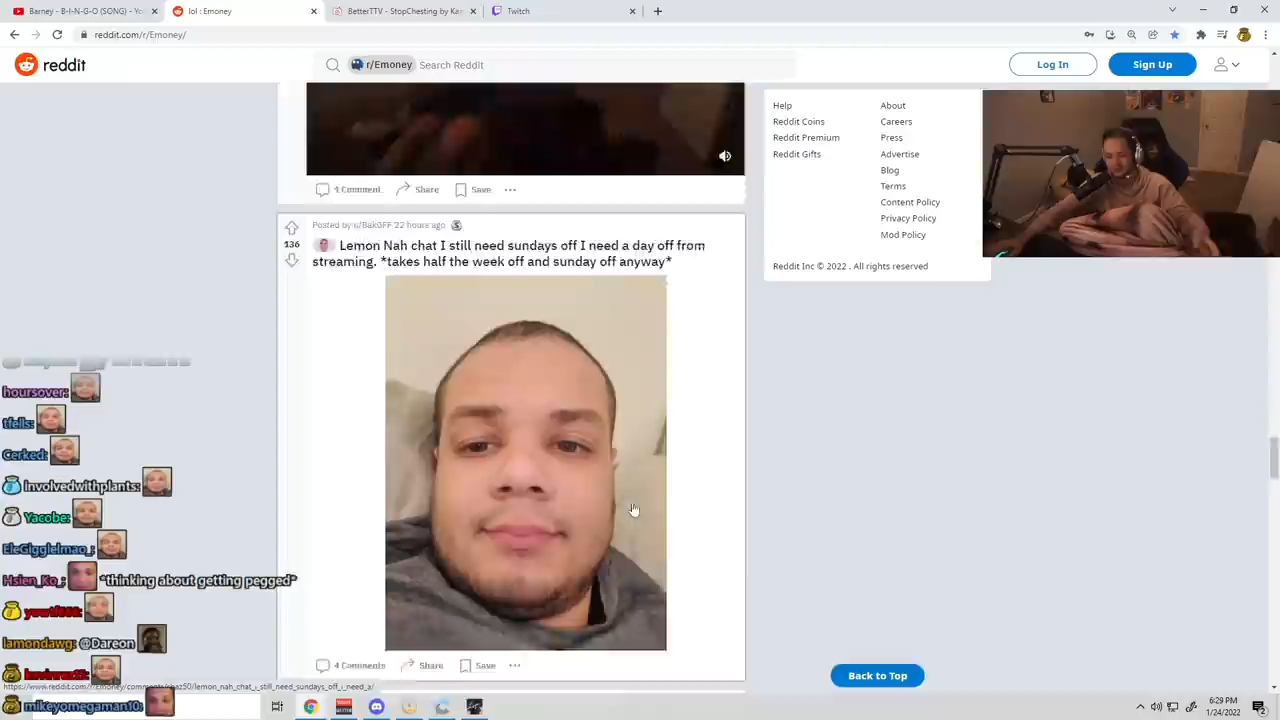 Barney - B-I-N-G-O (SONG) - Yo
lol : Emoney
BetterTTV - StopChesting by Ka
Twitch
reddit.com/r/Emoney/
reddit
r/Emoney
Search Reddit
Log In
Sign Up
Help
About
Reddit Coins
Careers
Reddit Premium
Press
Reddit Gifts
Advertise
Blog
Terms
Content Policy
Privacy Policy
Mod Policy
Reddit Inc © 2022 . All rights reserved
Share
Save
Posted by u/BakGFF 22 hours ago
136
Lemon Nah chat I still need sundays off I need a day off from
streaming. *takes half the week off and sunday off anyway*
hoursover:
tfells:
Cerked:
involvedwithplants:
Yacobe:
EleGigglelmao_:
Hsien_Ko_: *thinking about getting pegged*
lamondawg: @Dareon
mikeyomegaman10:
4 Comments
Share
Save
Back to Top
6:29 PM
1/24/2022